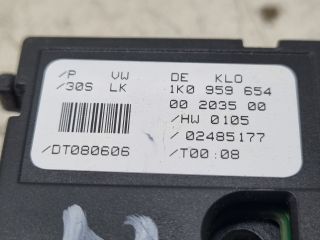 /P VW DE KLO
/30S LK 1K0 959 654
00 2035 00
/HW 0105
/ 02485177
/DT080606 /T00:08